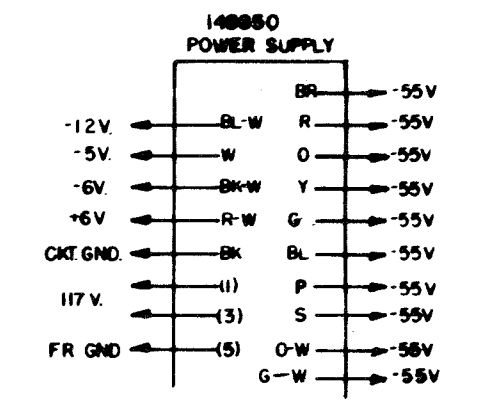 POWER SUPPLY
BR -55V
-12V. BL-W R -55V
-5V. W O -55V
-6V. BK-W Y -55V
+6V R-W G -55V
CKT. GND. BK BL -55V
117 V. (1) P -55V
(3) S -55V
FR GND (5) O-W -55V
G-W -55V